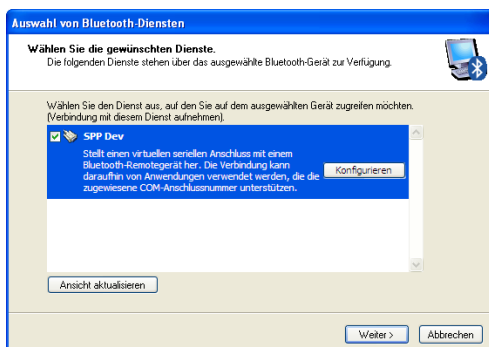 Auswahl von Bluetooth-Diensten
Wählen Sie die gewünschten Dienste.
Die folgenden Dienste stehen über das ausgewählte Bluetooth-Gerät zur Verfügung.
Wählen Sie den Dienst aus, auf den Sie auf dem ausgewählten Gerät zugreifen möchten.
(Verbindung mit diesem Dienst aufnehmen).
SPP Dev
Stellt einen virtuellen seriellen Anschluss mit einem
Bluetooth-Remotegerät her. Die Verbindung kann
daraufhin von Anwendungen verwendet werden, die die
zugewiesene COM-Anschlussnummer unterstützen.
Konfigurieren
Ansicht aktualisieren
Weiter >
Abbrechen